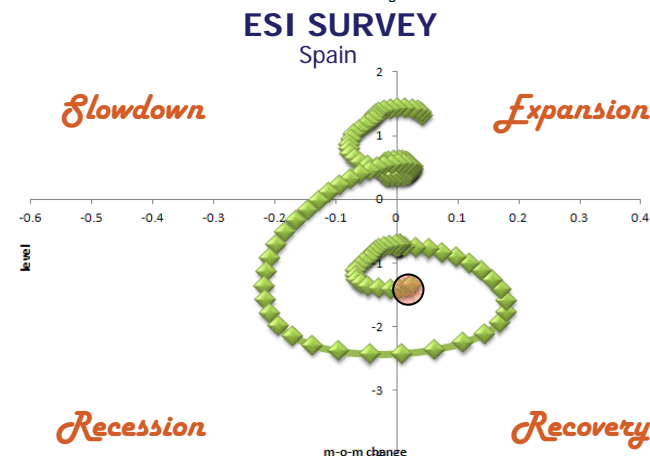 ESI SURVEY
Spain
Slowdown
Expansion
2
1
0
-0.6 -0.5 -0.4 -0.3 -0.2 -0.1 0 0.1 0.2 0.3 0.4
level
-1
-2
-3
Recession
Recovery
m-o-m change